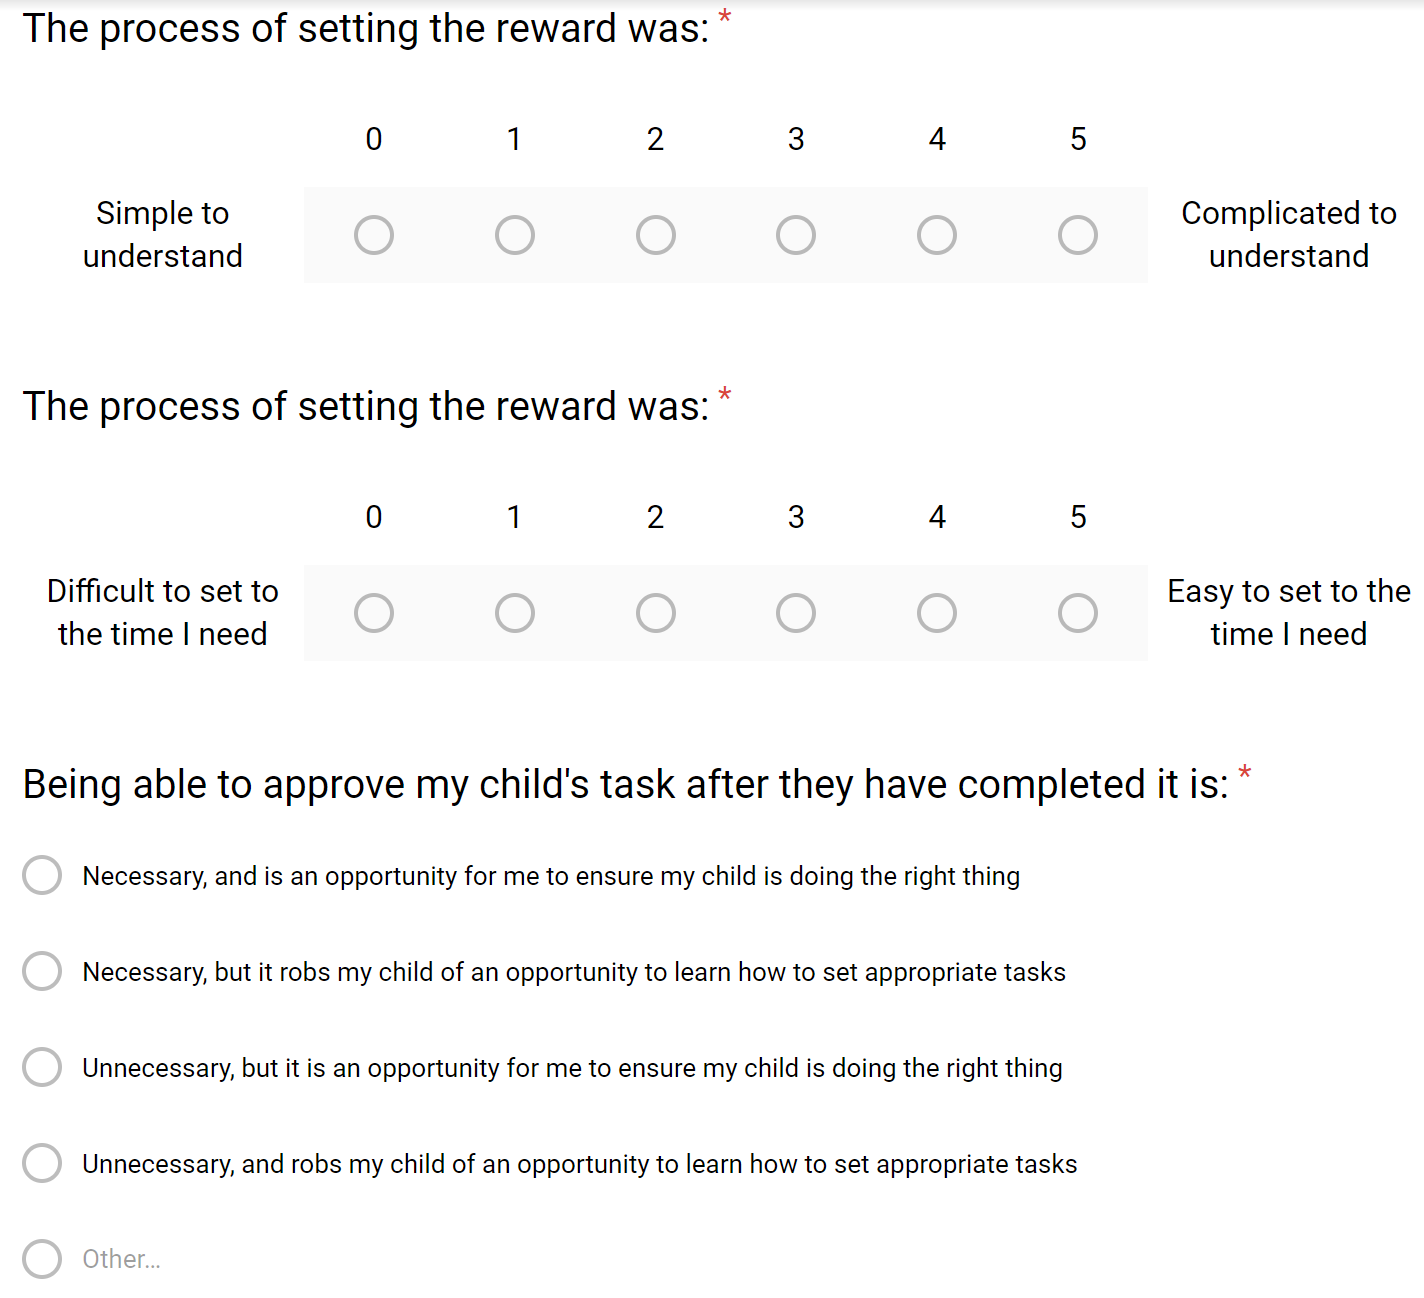 The process of setting the reward was: *
0 1 2 3 4 5
Simple to
understand
Complicated to
understand
The process of setting the reward was: *
0 1 2 3 4 5
Difficult to set to
the time I need
Easy to set to the
time I need
Being able to approve my child's task after they have completed it is: *
Necessary, and is an opportunity for me to ensure my child is doing the right thing
Necessary, but it robs my child of an opportunity to learn how to set appropriate tasks
Unnecessary, but it is an opportunity for me to ensure my child is doing the right thing
Unnecessary, and robs my child of an opportunity to learn how to set appropriate tasks
Other...